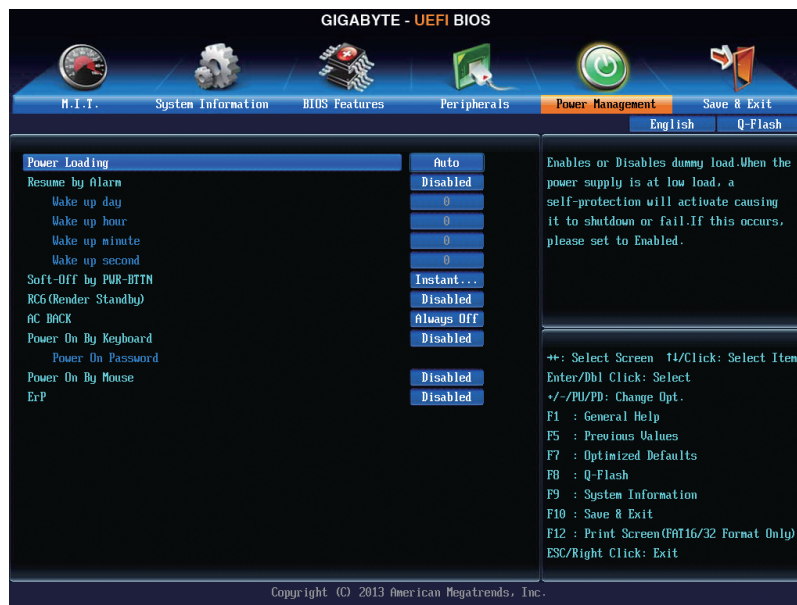 GIGABYTE - UEFI BIOS
M.I.T. System Information BIOS Features Peripherals Power Management Save & Exit
English Q-Flash
Power Loading Auto
Resume by Alarm Disabled
Wake up day 0
Wake up hour 0
Wake up minute 0
Wake up second 0
Soft-Off by PWR-BTTN Instant...
RC6(Render Standby) Disabled
AC BACK Always Off
Power On By Keyboard Disabled
Power On Password
Power On By Mouse Disabled
ErP Disabled
Enables or Disables dummy load.When the
power supply is at low load, a
self-protection will activate causing
it to shutdown or fail.If this occurs,
please set to Enabled.
→←: Select Screen ↑↓/Click: Select Item
Enter/Dbl Click: Select
+/-/PU/PD: Change Opt.
F1 : General Help
F5 : Previous Values
F7 : Optimized Defaults
F8 : Q-Flash
F9 : System Information
F10 : Save & Exit
F12 : Print Screen(FAT16/32 Format Only)
ESC/Right Click: Exit
Copyright (C) 2013 American Megatrends, Inc.